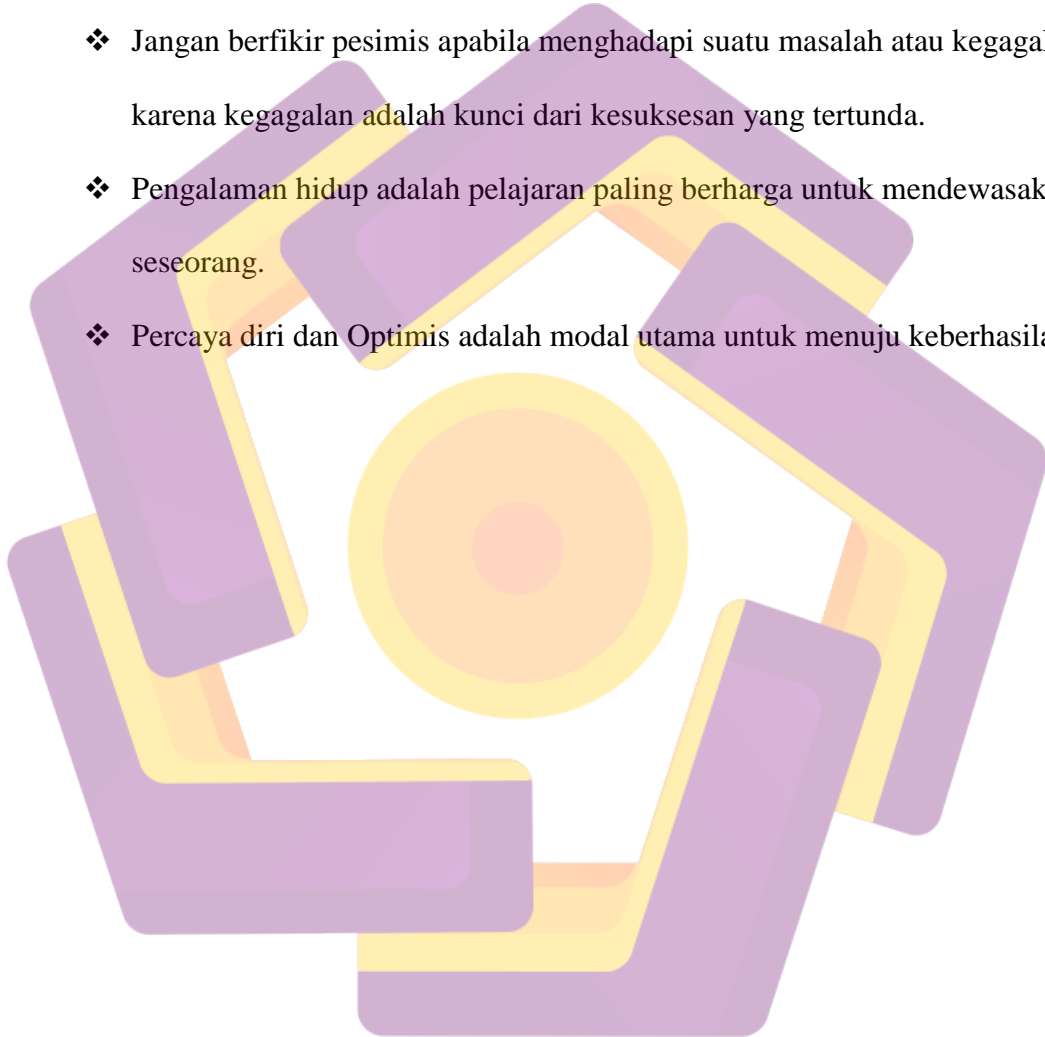 ❖ Jangan berfikir pesimis apabila menghadapi suatu masalah atau kegagal
karena kegagalan adalah kunci dari kesuksesan yang tertunda.
❖ Pengalaman hidup adalah pelajaran paling berharga untuk mendewasak
seseorang.
❖ Percaya diri dan Optimis adalah modal utama untuk menuju keberhasila